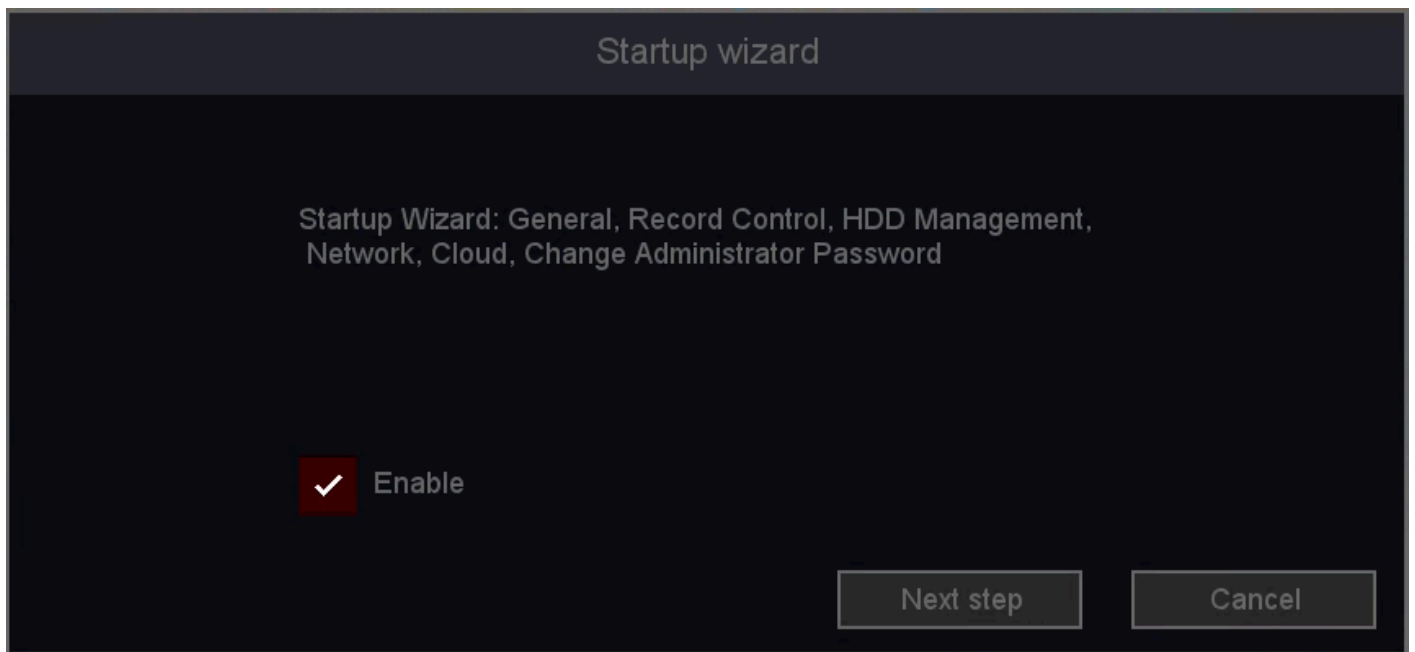 Startup wizard
Startup Wizard: General, Record Control, HDD Management,
Network, Cloud, Change Administrator Password
Enable
Next step
Cancel